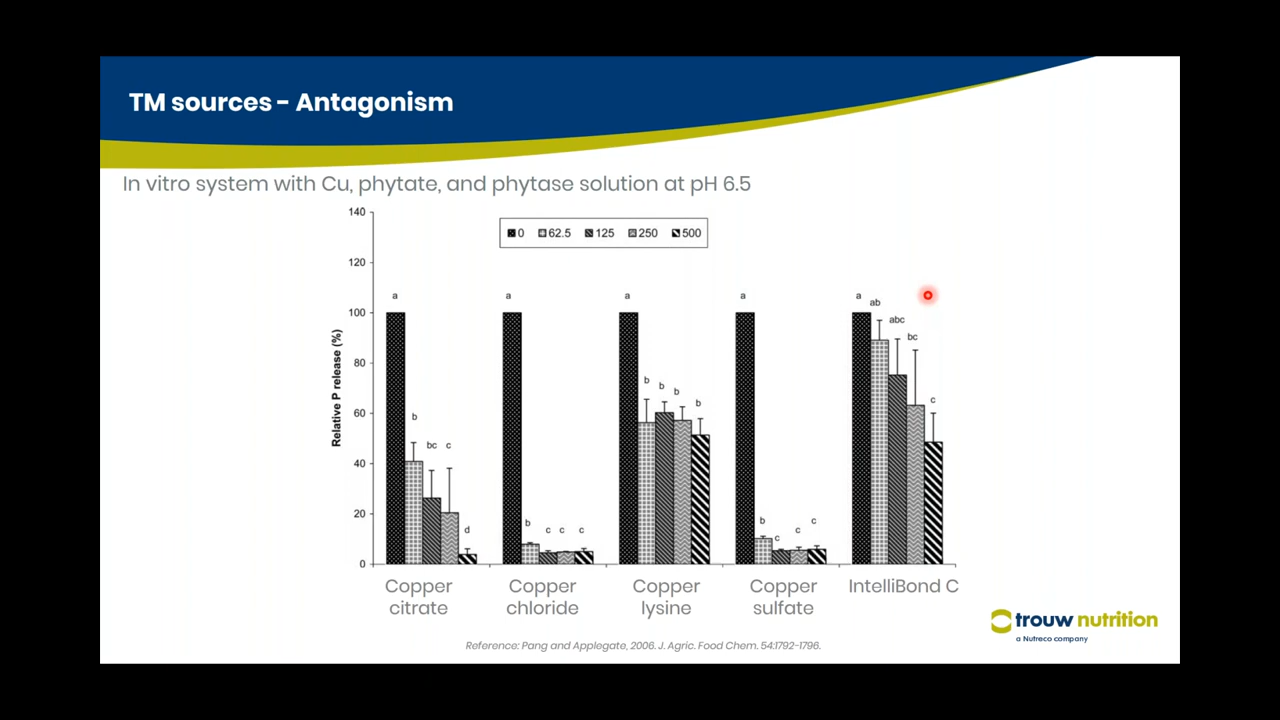 TM sources - Antagonism
In vitro system with Cu, phytate, and phytase solution at pH 6.5
140
120
100
80
60
40
20
0
Relative P release (%)
0 62.5 125 250 500
a b bc c d
a b c c c
a b b b b
a b c c c
a ab abc bc c
Copper citrate
Copper chloride
Copper lysine
Copper sulfate
IntelliBond C
trouw nutrition
a Nutreco company
Reference: Pang and Applegate, 2006. J. Agric. Food Chem. 54:1792-1796.